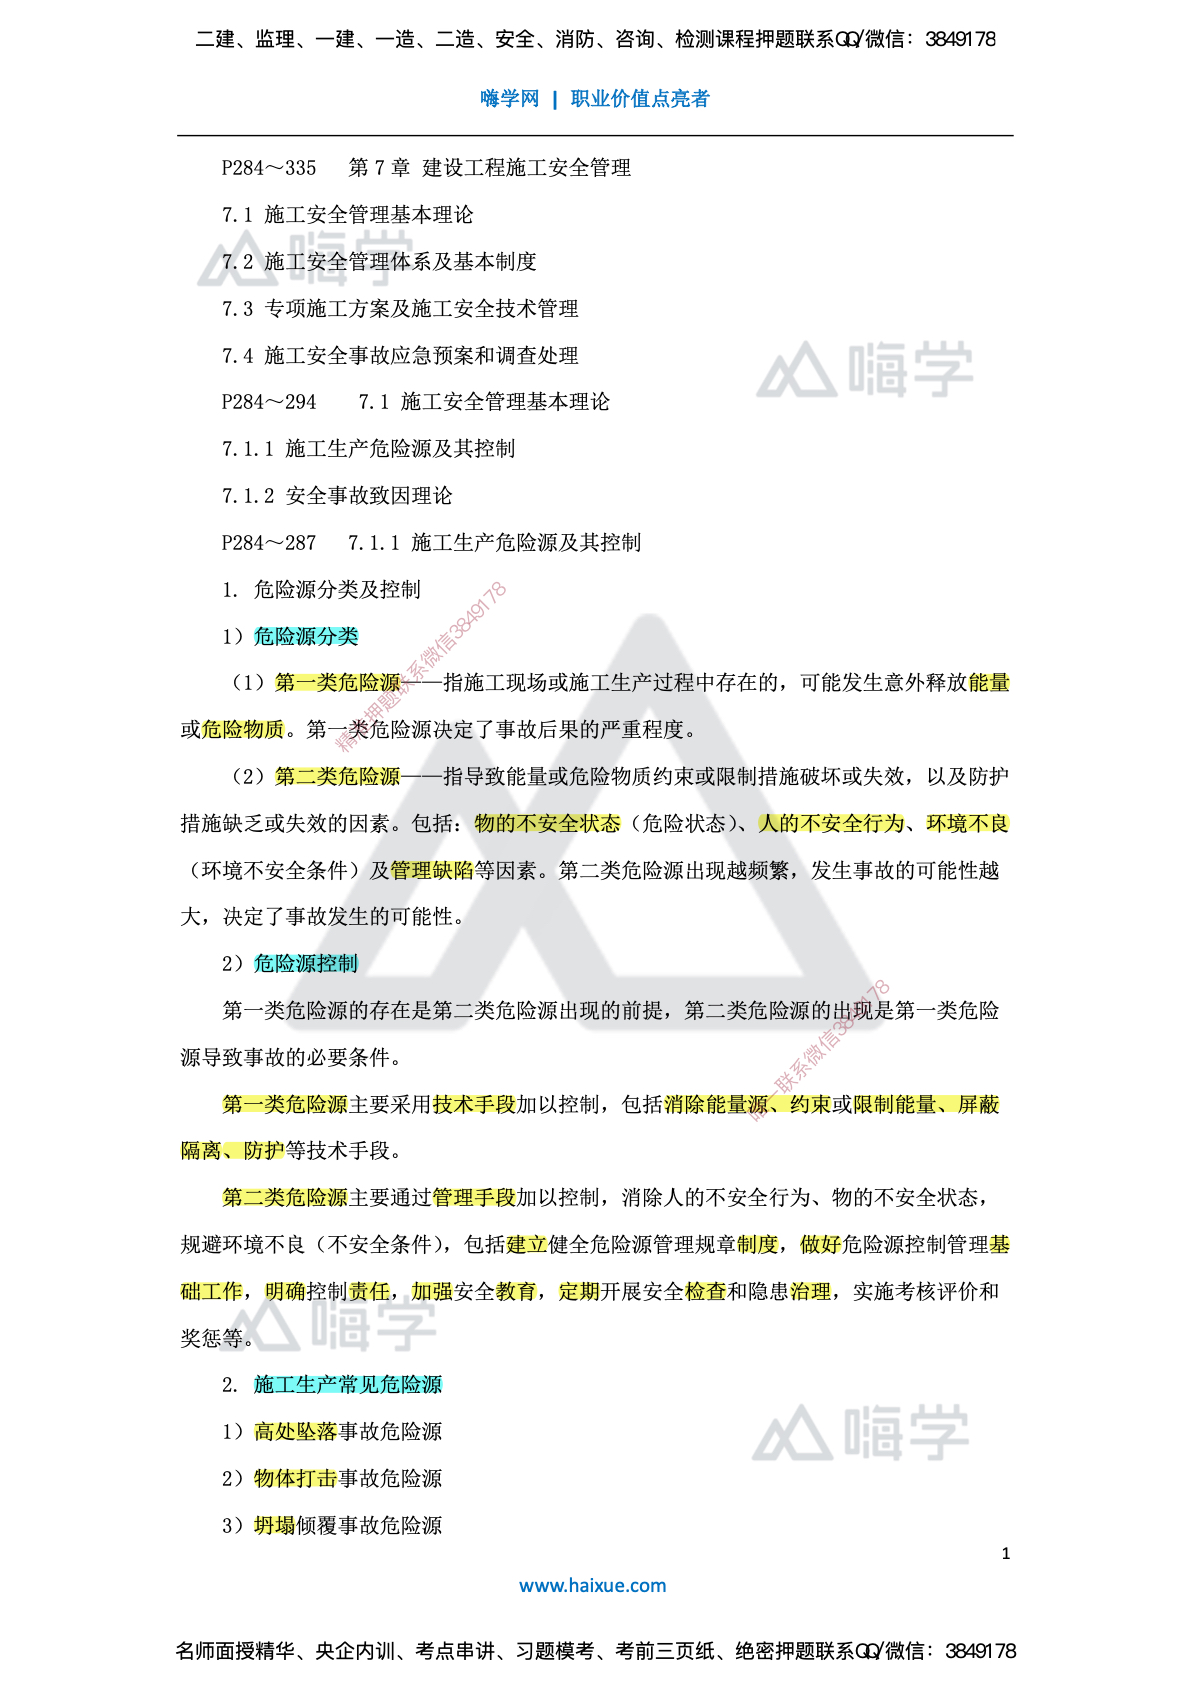 二建、监理、一建、一造、二造、安全、消防、咨询、检测课程押题联系QQ/微信：3849178
嗨学网 | 职业价值点亮者
P284～335 第 7 章 建设工程施工安全管理
7.1 施工安全管理基本理论
嗨学
7.2 施工安全管理体系及基本制度
7.3 专项施工方案及施工安全技术管理
7.4 施工安全事故应急预案和调查处理
嗨学
P284～294 7.1 施工安全管理基本理论
7.1.1 施工生产危险源及其控制
7.1.2 安全事故致因理论
P284～287 7.1.1 施工生产危险源及其控制
1. 危险源分类及控制
1）危险源分类
（1）第一类危险源——指施工现场或施工生产过程中存在的，可能发生意外释放能量
或危险物质。第一类危险源决定了事故后果的严重程度。
（2）第二类危险源——指导致能量或危险物质约束或限制措施破坏或失效，以及防护
措施缺乏或失效的因素。包括：物的不安全状态（危险状态）、人的不安全行为、环境不良
（环境不安全条件）及管理缺陷等因素。第二类危险源出现越频繁，发生事故的可能性越
大，决定了事故发生的可能性。
2）危险源控制
第一类危险源的存在是第二类危险源出现的前提，第二类危险源的出现是第一类危险
源导致事故的必要条件。
第一类危险源主要采用技术手段加以控制，包括消除能量源、约束或限制能量、屏蔽
隔离、防护等技术手段。
第二类危险源主要通过管理手段加以控制，消除人的不安全行为、物的不安全状态，
规避环境不良（不安全条件），包括建立健全危险源管理规章制度，做好危险源控制管理基
础工作，明确控制责任，加强安全教育，定期开展安全检查和隐患治理，实施考核评价和
奖惩等。
嗨学
2. 施工生产常见危险源
1）高处坠落事故危险源
嗨学
2）物体打击事故危险源
3）坍塌倾覆事故危险源
1
www.haixue.com
名师面授精华、央企内训、考点串讲、习题模考、考前三页纸、绝密押题联系QQ/微信：3849178